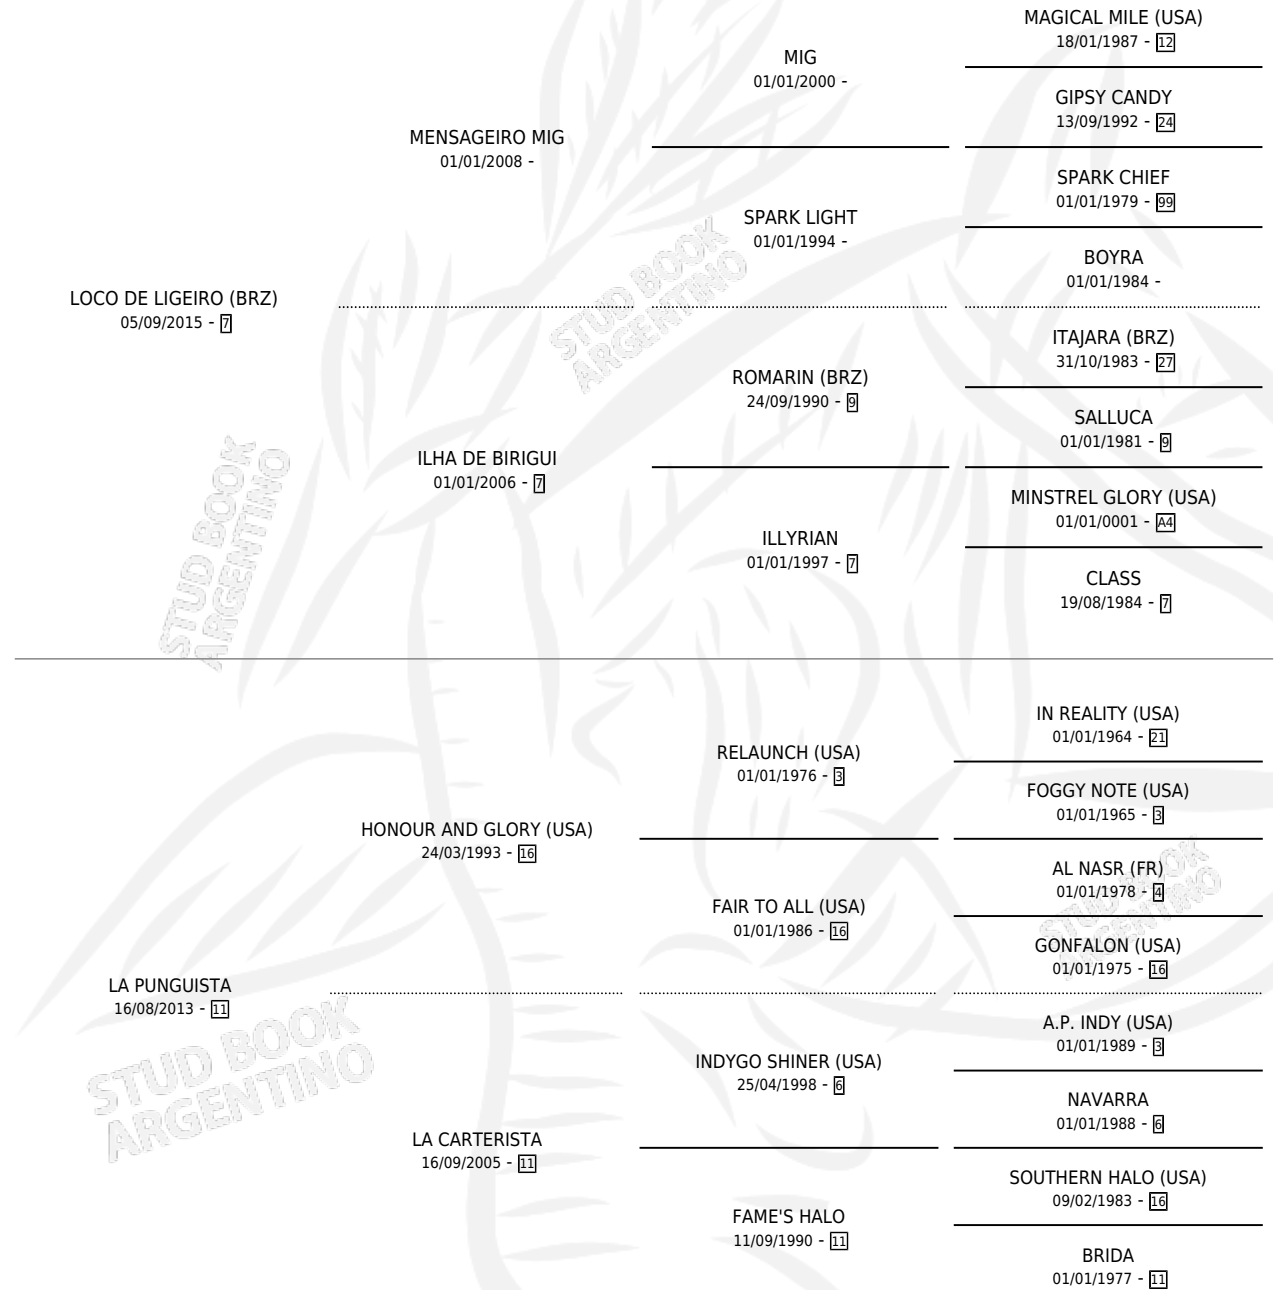 MAGICAL MILE (USA)
18/01/1987 - 12
MIG
01/01/2000 -
GIPSY CANDY
13/09/1992 - 24
MENSAGEIRO MIG
01/01/2008 -
SPARK CHIEF
01/01/1979 - 99
SPARK LIGHT
01/01/1994 -
BOYRA
01/01/1984 -
LOCO DE LIGEIRO (BRZ)
05/09/2015 - 7
STUD BOOK
ARGENTINO
ITAJARA (BRZ)
31/10/1983 - 27
ROMARIN (BRZ)
24/09/1990 - 9
SALLUCA
01/01/1981 - 9
ILHA DE BIRIGUI
01/01/2006 - 7
MINSTREL GLORY (USA)
01/01/0001 - A4
ILLYRIAN
01/01/1997 - 7
CLASS
19/08/1984 - 7
STUD BOOK
ARGENTINO
IN REALITY (USA)
01/01/1964 - 21
RELAUNCH (USA)
01/01/1976 - 3
FOGGY NOTE (USA)
01/01/1965 - 3
HONOUR AND GLORY (USA)
24/03/1993 - 16
AL NASR (FR)
01/01/1978 - 4
FAIR TO ALL (USA)
01/01/1986 - 16
STUD BOOK
ARGENTINO
GONFALON (USA)
01/01/1975 - 16
LA PUNGUISTA
16/08/2013 - 11
A.P. INDY (USA)
01/01/1989 - 3
INDYGO SHINER (USA)
25/04/1998 - 6
STUD BOOK
ARGENTINO
NAVARRA
01/01/1988 - 6
LA CARTERISTA
16/09/2005 - 11
SOUTHERN HALO (USA)
09/02/1983 - 16
FAME'S HALO
11/09/1990 - 11
BRIDA
01/01/1977 - 11